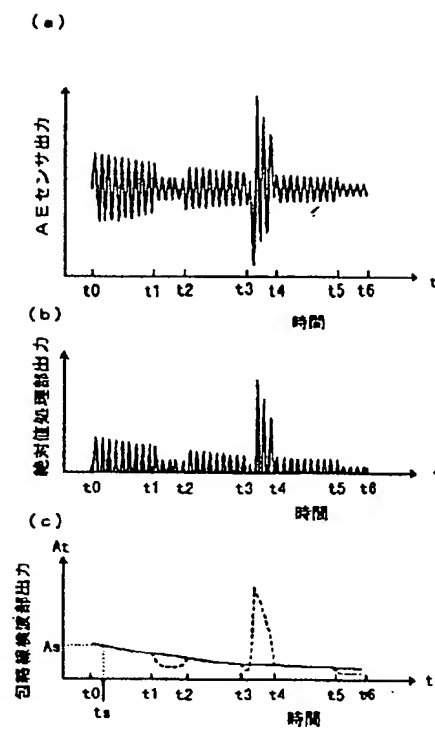 (a)
AEセンサ出力
t0 t1 t2 t3 t4 t5 t6 t
時間
(b)
絶対値処理部出力
t0 t1 t2 t3 t4 t5 t6 t
時間
(c)
包絡線検波部出力
At
As
t0 t1 t2 t3 t4 t5 t6 t
ts
時間